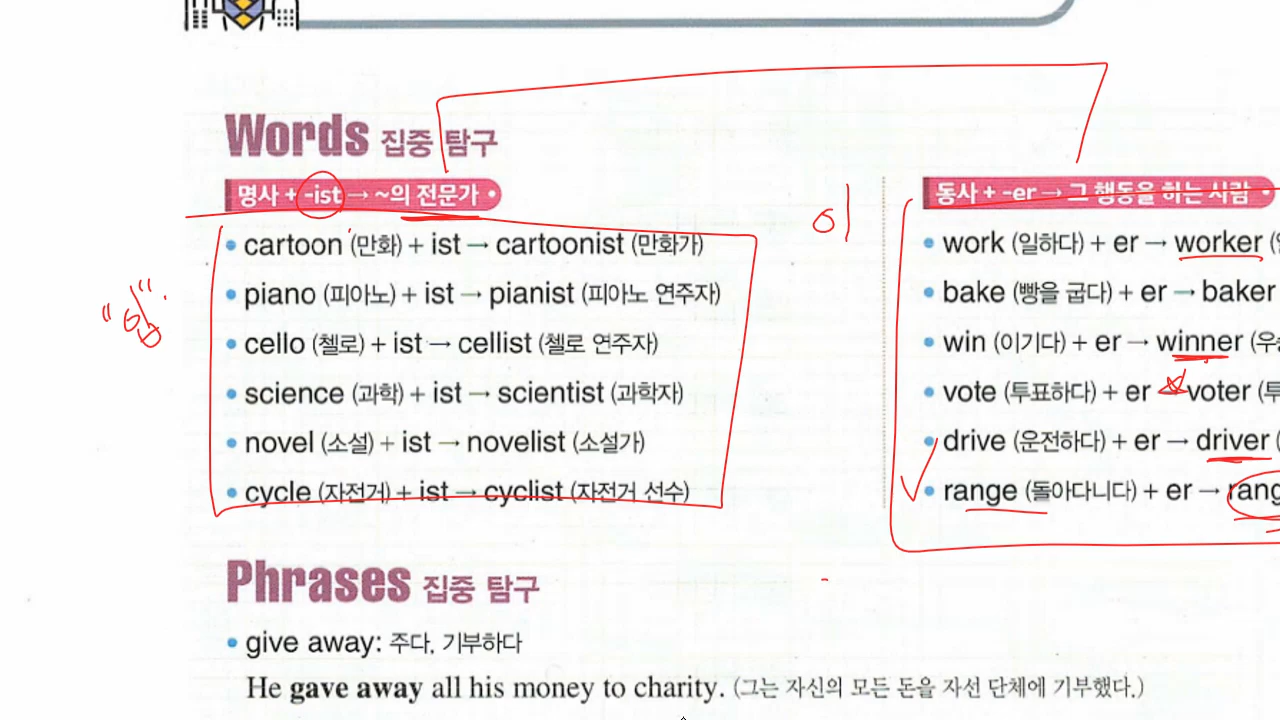 Words 집중 탐구
명사 + -ist → ~의 전문가
cartoon (만화) + ist → cartoonist (만화가)
piano (피아노) + ist → pianist (피아노 연주자)
cello (첼로) + ist → cellist (첼로 연주자)
science (과학) + ist → scientist (과학자)
novel (소설) + ist → novelist (소설가)
cycle (자전거) + ist → cyclist (자전거 선수)
이
동사 + -er → 그 행동을 하는 사람
work (일하다) + er → worker
bake (빵을 굽다) + er → baker
win (이기다) + er → winner
vote (투표하다) + er voter
drive (운전하다) + er → driver
range (돌아다니다) + er → rang
Phrases 집중 탐구
give away: 주다, 기부하다
He gave away all his money to charity. (그는 자신의 모든 돈을 자선 단체에 기부했다.)